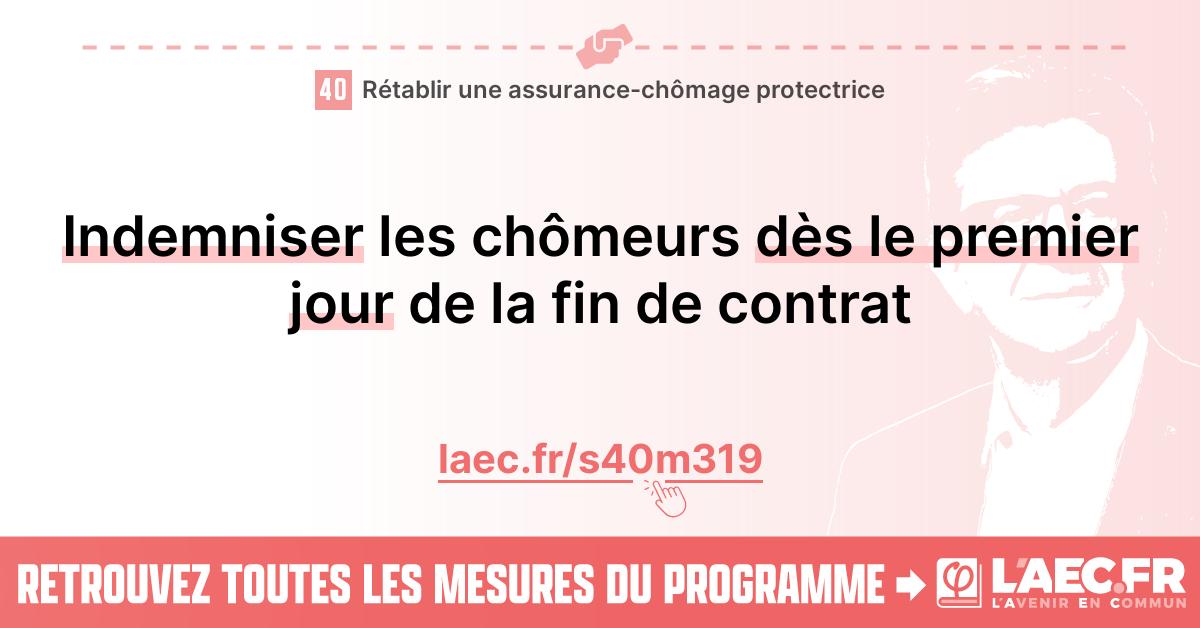 40 Rétablir une assurance-chômage protectrice
Indemniser les chômeurs dès le premier
jour de la fin de contrat
laec.fr/s40m319
RETROUVEZ TOUTES LES MESURES DU PROGRAMME
φ L'AEC.FR
L'AVENIR EN COMMUN